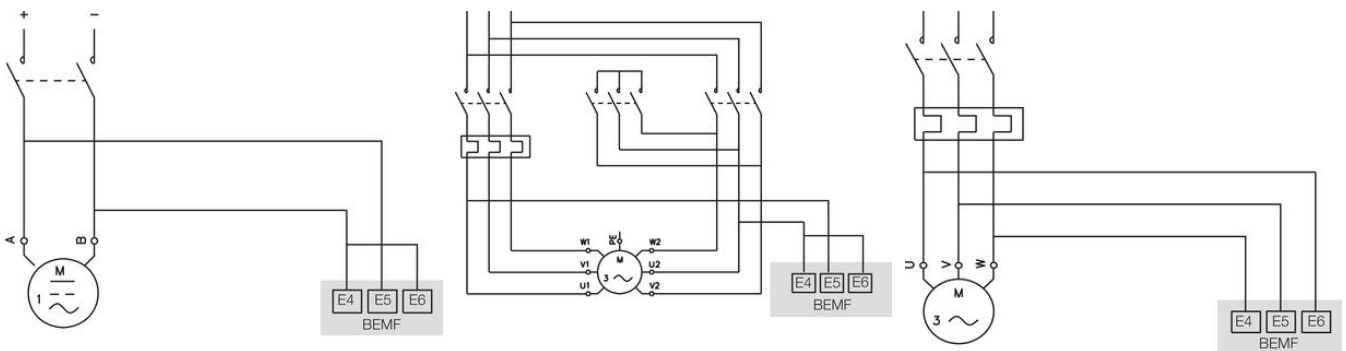 + -
A B
M
1
E4 E5 E6
BEMF
W1 PE W2
M
V1 3 U2
U1 V2
E4 E5 E6
BEMF
U V W
M
3
E4 E5 E6
BEMF